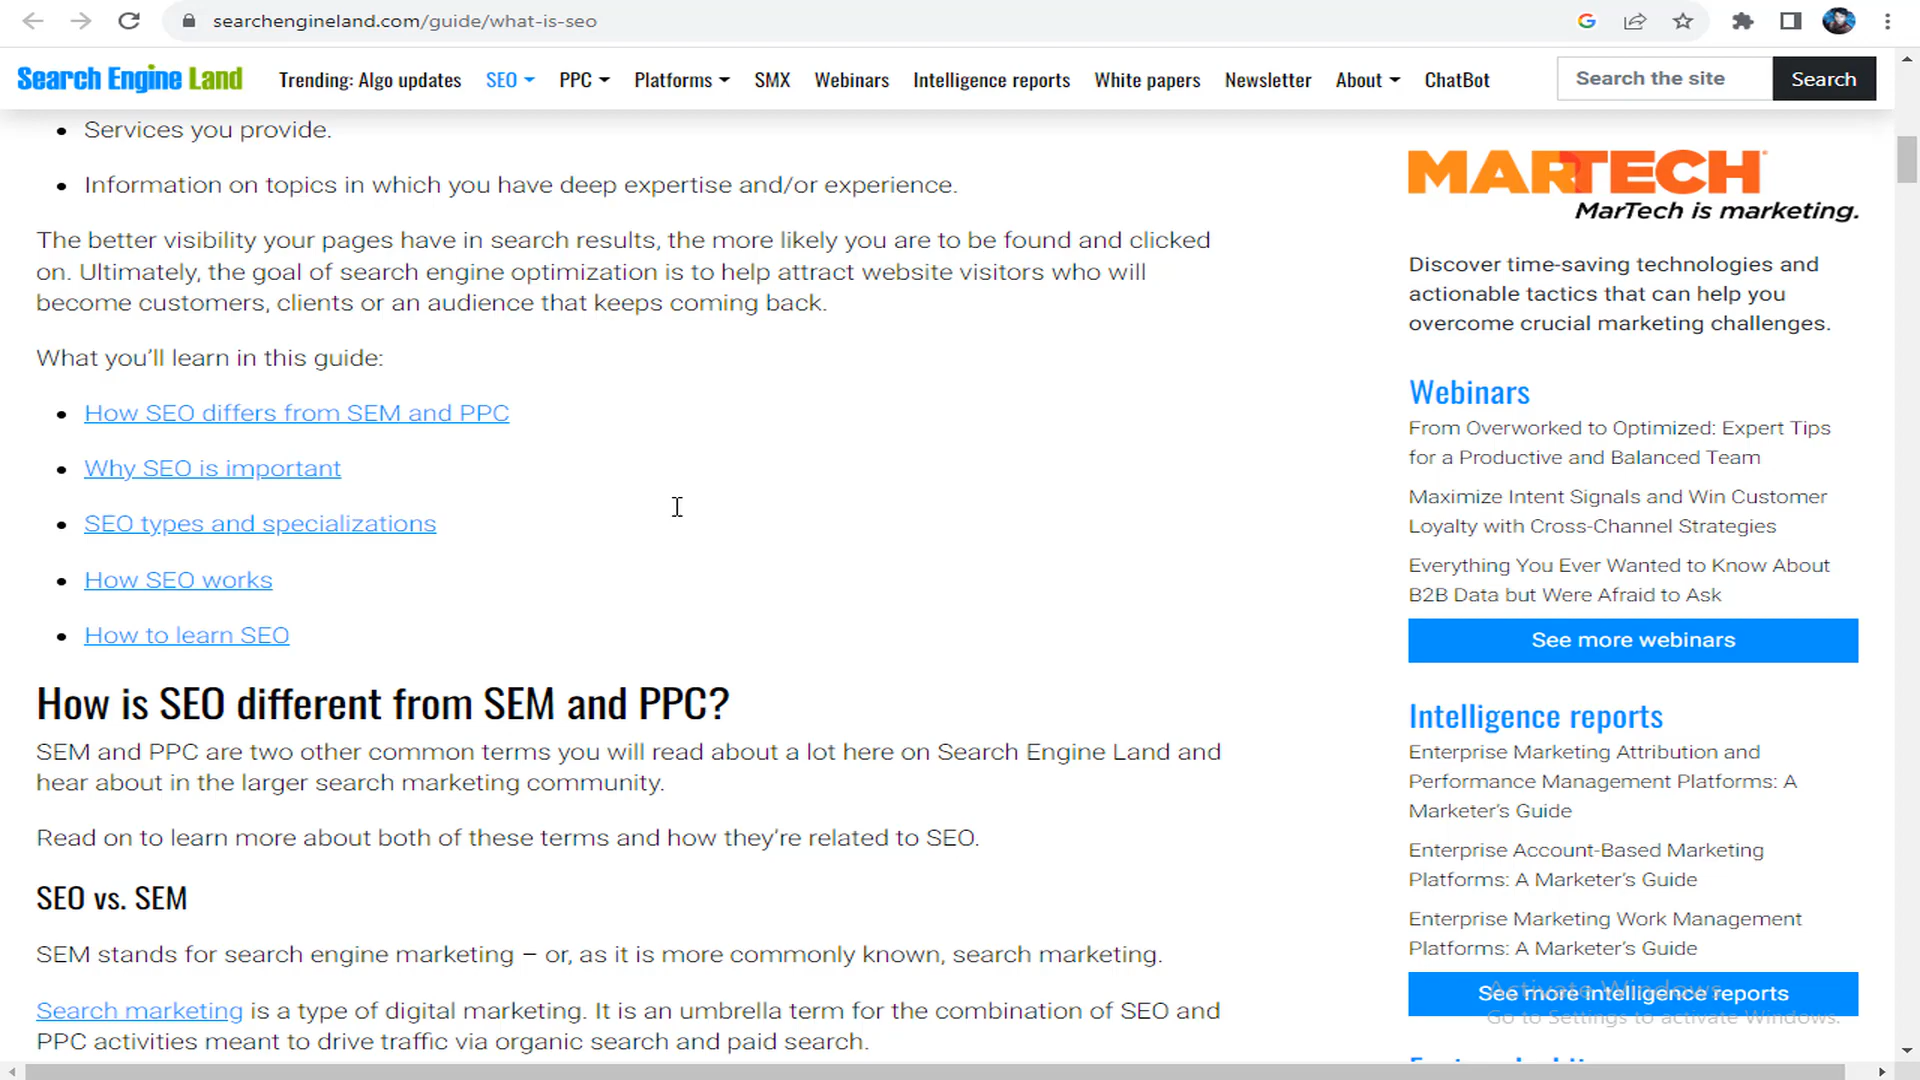 searchengineland.com/guide/what-is-seo
Search Engine Land
Trending: Algo updates
SEO
PPC
Platforms
SMX
Webinars
Intelligence reports
White papers
Newsletter
About
ChatBot
Search the site
Search
• Services you provide.
• Information on topics in which you have deep expertise and/or experience.
The better visibility your pages have in search results, the more likely you are to be found and clicked
on. Ultimately, the goal of search engine optimization is to help attract website visitors who will
become customers, clients or an audience that keeps coming back.
What you’ll learn in this guide:
• How SEO differs from SEM and PPC
• Why SEO is important
• SEO types and specializations
• How SEO works
• How to learn SEO
How is SEO different from SEM and PPC?
SEM and PPC are two other common terms you will read about a lot here on Search Engine Land and
hear about in the larger search marketing community.
Read on to learn more about both of these terms and how they’re related to SEO.
SEO vs. SEM
SEM stands for search engine marketing – or, as it is more commonly known, search marketing.
Search marketing is a type of digital marketing. It is an umbrella term for the combination of SEO and
PPC activities meant to drive traffic via organic search and paid search.
MARTECH
MarTech is marketing.
Discover time-saving technologies and
actionable tactics that can help you
overcome crucial marketing challenges.
Webinars
From Overworked to Optimized: Expert Tips
for a Productive and Balanced Team
Maximize Intent Signals and Win Customer
Loyalty with Cross-Channel Strategies
Everything You Ever Wanted to Know About
B2B Data but Were Afraid to Ask
See more webinars
Intelligence reports
Enterprise Marketing Attribution and
Performance Management Platforms: A
Marketer’s Guide
Enterprise Account-Based Marketing
Platforms: A Marketer’s Guide
Enterprise Marketing Work Management
Platforms: A Marketer’s Guide
See more intelligence reports
Activate Windows
Go to Settings to activate Windows.